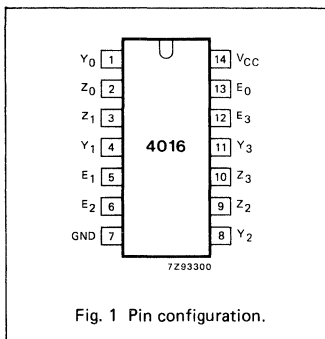 Y0 1 14 VCC
Z0 2 13 E0
Z1 3 12 E3
Y1 4 4016 11 Y3
E1 5 10 Z3
E2 6 9 Z2
GND 7 8 Y2
7Z93300
Fig. 1 Pin configuration.